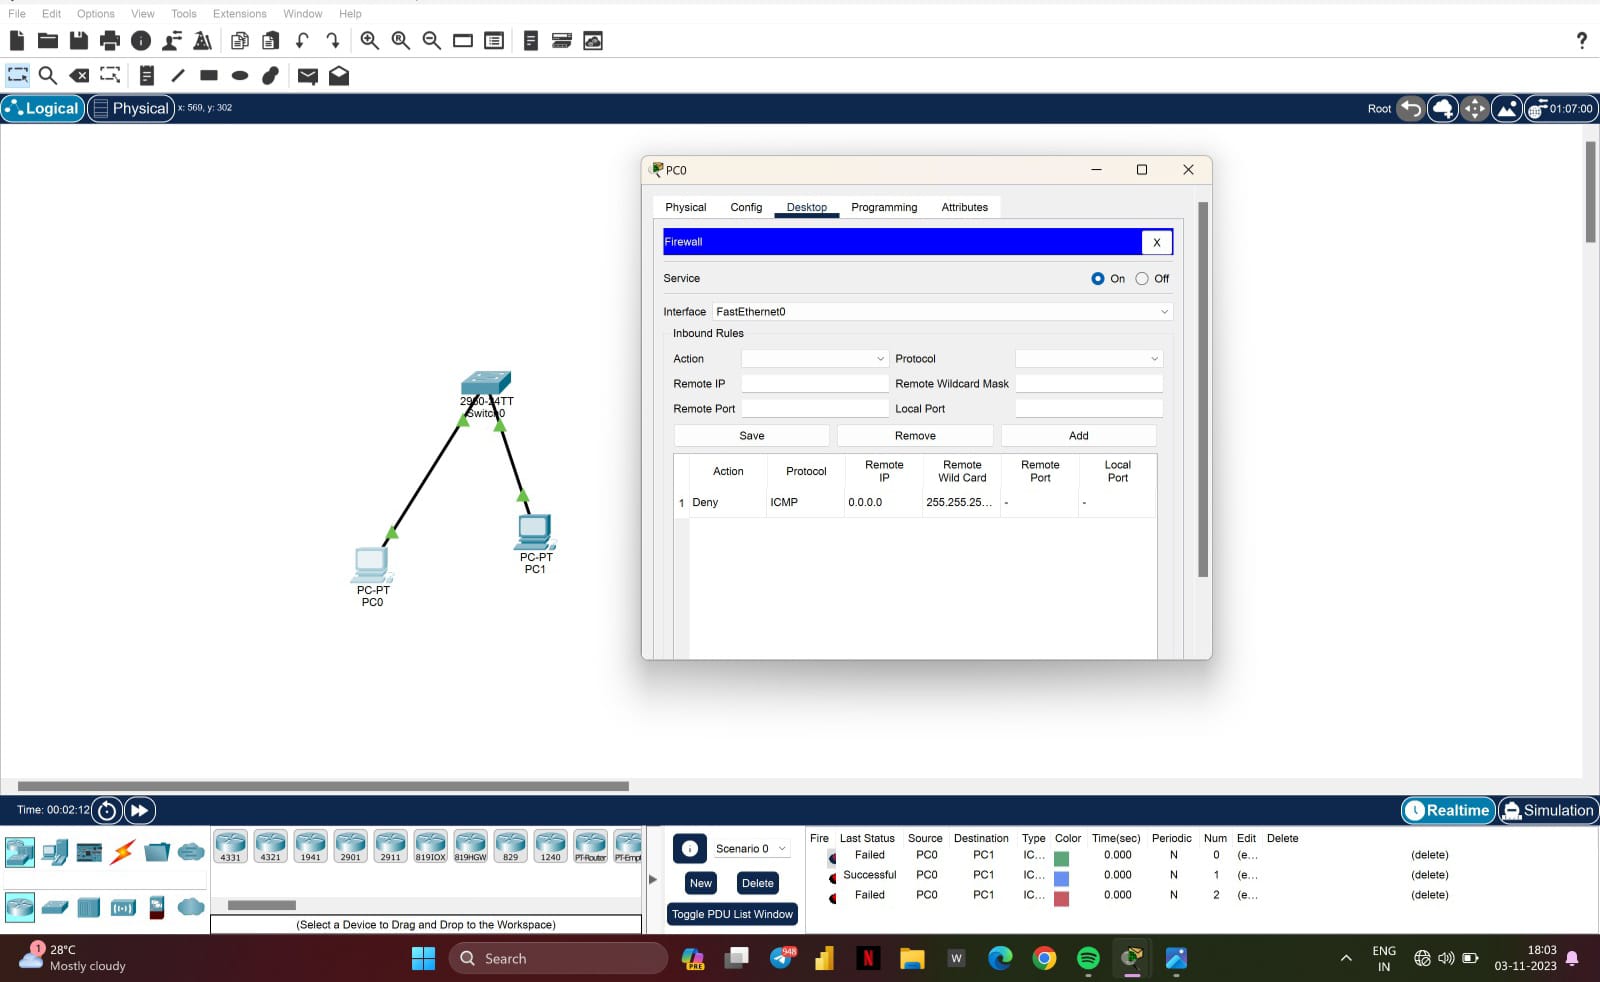 File Edit Options View Tools Extensions Window Help
?
Logical Physical x: 569, y: 302 Root 01:07:00
PC0
Physical Config Desktop Programming Attributes
Firewall X
Service On Off
Interface FastEthernet0
Inbound Rules
Action Protocol
Remote IP Remote Wildcard Mask
Remote Port Local Port
Save Remove Add
Action Protocol Remote IP Remote Wild Card Remote Port Local Port
1 Deny ICMP 0.0.0.0 255.255.25... - -
2960-24TT
Switch0
PC-PT
PC1
PC-PT
PC0
Time: 00:02:12 Realtime Simulation
4331 4321 1941 2901 2911 819IOX 819HGW 829 1240 PT-Router PT-Empt
(Select a Device to Drag and Drop to the Workspace)
Scenario 0
New Delete
Toggle PDU List Window
Fire Last Status Source Destination Type Color Time(sec) Periodic Num Edit Delete
Failed PC0 PC1 IC... 0.000 N 0 (e... (delete)
Successful PC0 PC1 IC... 0.000 N 1 (e... (delete)
Failed PC0 PC1 IC... 0.000 N 2 (e... (delete)
1 28°C
Mostly cloudy
Search
PRE
948
N
W
ENG
IN
18:03
03-11-2023